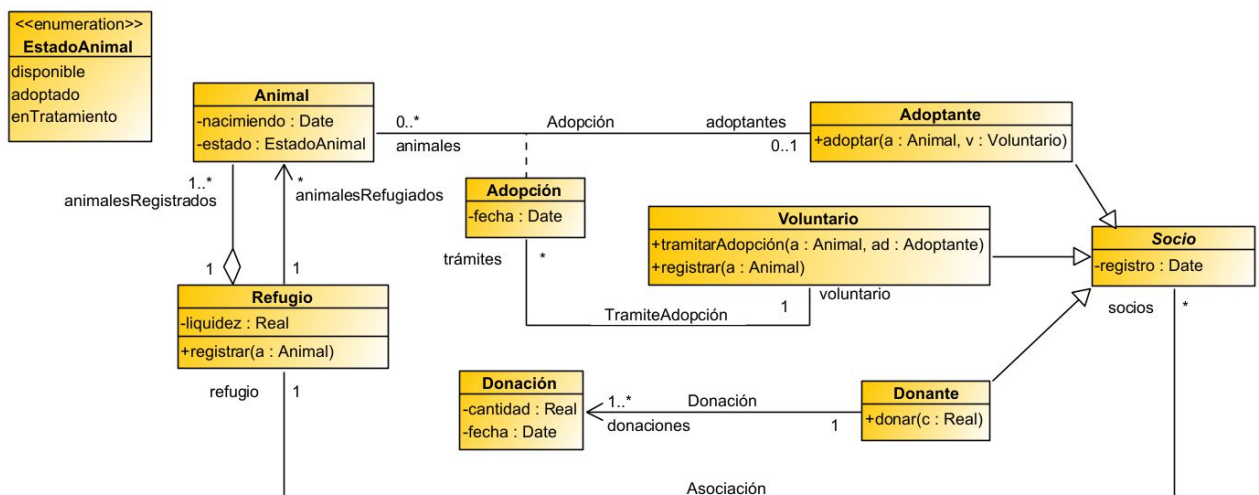 <<enumeration>>
EstadoAnimal
disponible
adoptado
enTratamiento
Animal
-nacimiendo : Date
-estado : EstadoAnimal
0..*
animales
Adopción
adoptantes
0..1
Adoptante
+adoptar(a : Animal, v : Voluntario)
1..*
animalesRegistrados
*
animalesRefugiados
Adopción
-fecha : Date
trámites
*
Voluntario
+tramitarAdopción(a : Animal, ad : Adoptante)
+registrar(a : Animal)
voluntario
1
TramiteAdopción
Socio
-registro : Date
socios
*
1
1
Refugio
-liquidez : Real
+registrar(a : Animal)
refugio
1
Donación
-cantidad : Real
-fecha : Date
1..*
donaciones
Donación
1
Donante
+donar(c : Real)
Asociación